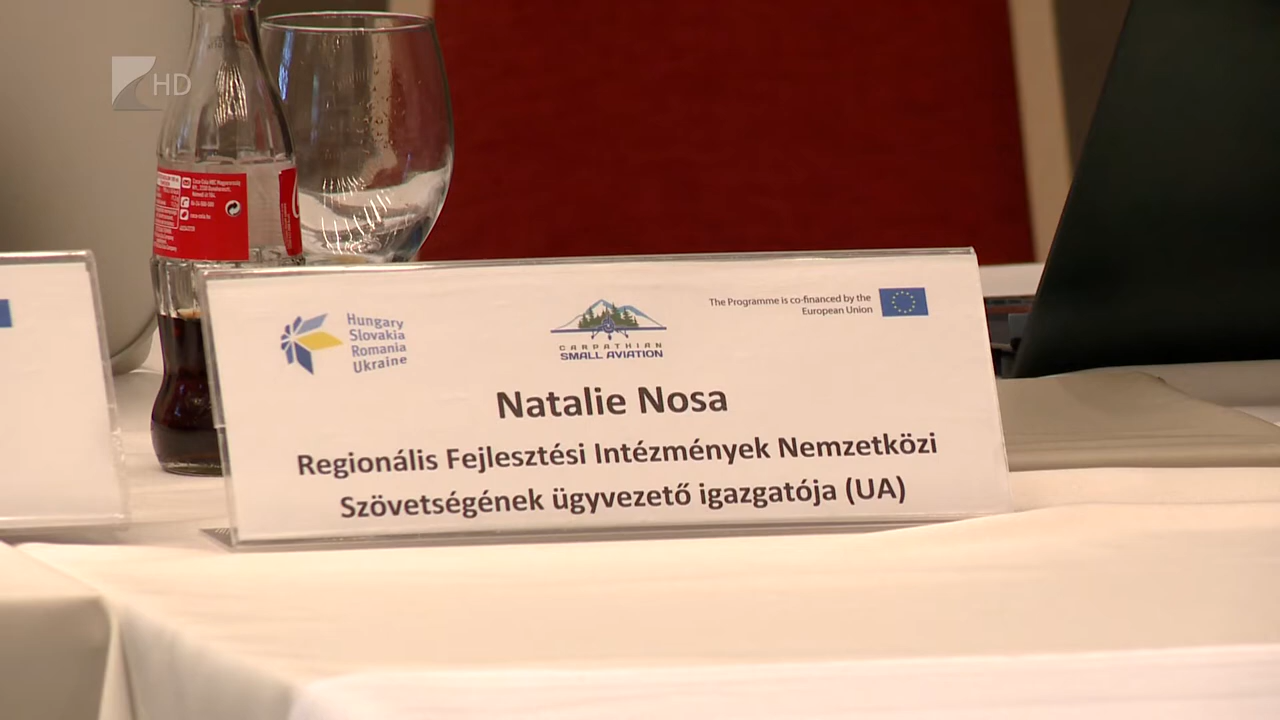 HD
Hungary
Slovakia
Romania
Ukraine
CARPATHIAN
SMALL AVIATION
The Programme is co-financed by the
European Union
Natalie Nosa
Regionális Fejlesztési Intézmények Nemzetközi
Szövetségének ügyvezető igazgatója (UA)